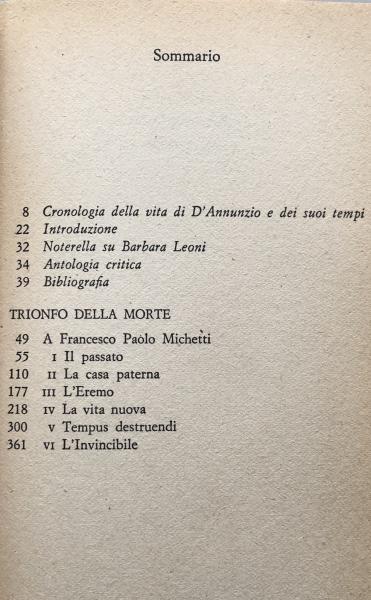 Sommario
8 Cronologia della vita di D'Annunzio e dei suoi tempi
22 Introduzione
32 Noterella su Barbara Leoni
34 Antologia critica
39 Bibliografia
TRIONFO DELLA MORTE
49 A Francesco Paolo Michetti
55 I Il passato
110 II La casa paterna
177 III L'Eremo
218 IV La vita nuova
300 V Tempus destruendi
361 VI L'Invincibile